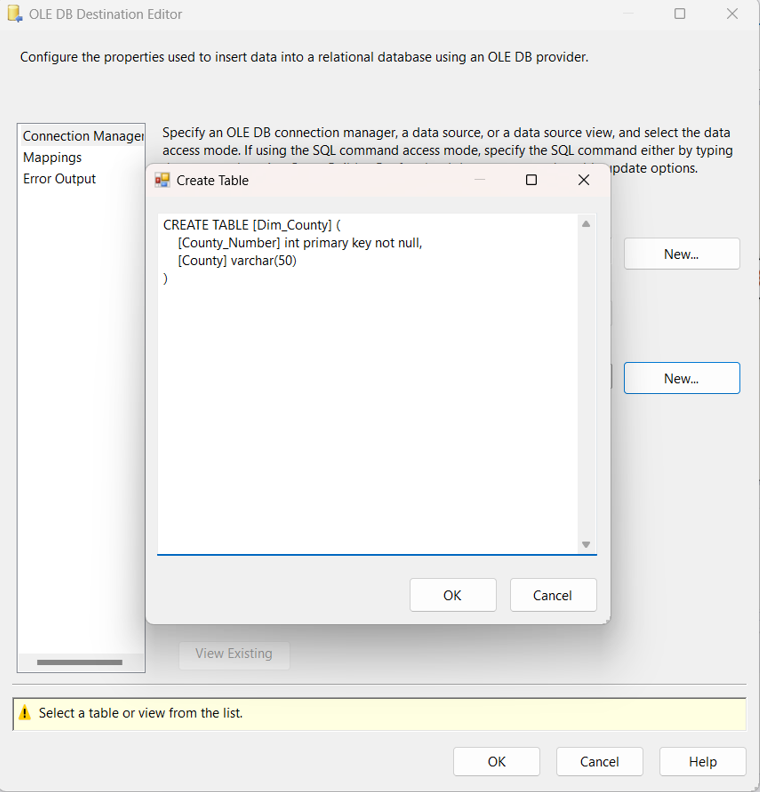 OLE DB Destination Editor
Configure the properties used to insert data into a relational database using an OLE DB provider.
Connection Manager
Mappings
Error Output
Specify an OLE DB connection manager, a data source, or a data source view, and select the data
access mode. If using the SQL command access mode, specify the SQL command either by typing
update options.
Create Table
CREATE TABLE [Dim_County] (
[County_Number] int primary key not null,
[County] varchar(50)
)
New...
New...
OK
Cancel
View Existing
Select a table or view from the list.
OK
Cancel
Help